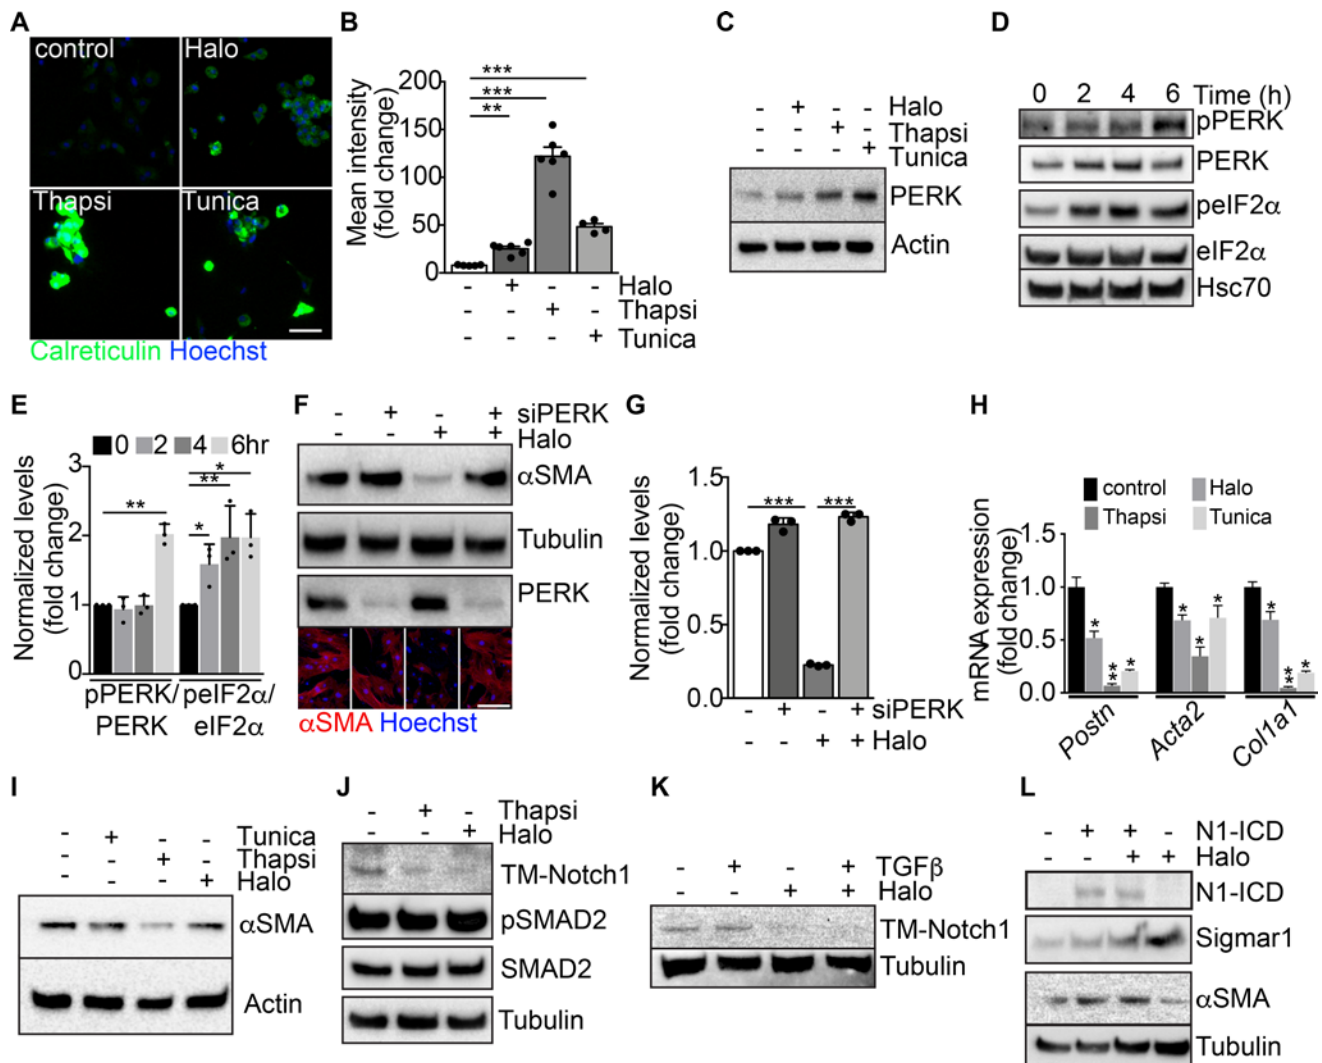 A
control
Halo
Thapsi
Tunica
Calreticulin Hoechst
B
Mean intensity
(fold change)
200
150
100
50
0
***
***
**
- + - - Halo
- - + - Thapsi
- - - + Tunica
C
- + - - Halo
- - + - Thapsi
- - - + Tunica
PERK
Actin
D
0 2 4 6 Time (h)
pPERK
PERK
peIF2α
eIF2α
Hsc70
E
0 2 4 6hr
Normalized levels
(fold change)
3
2
1
0
**
*
**
*
pPERK/
PERK
peIF2α/
eIF2α
F
- + - + siPERK
- - + + Halo
αSMA
Tubulin
PERK
αSMA Hoechst
G
Normalized levels
(fold change)
1.5
1.0
0.5
0.0
***
***
- + - + siPERK
- - + + Halo
H
control Halo
Thapsi Tunica
mRNA expression
(fold change)
1.5
1.0
0.5
0.0
* ** *
* * *
* ** *
Postn
Acta2
Col1a1
I
- + - - Tunica
- - + - Thapsi
- - - + Halo
αSMA
Actin
J
- + - Thapsi
- - + Halo
TM-Notch1
pSMAD2
SMAD2
Tubulin
K
- + - + TGFβ
- - + + Halo
TM-Notch1
Tubulin
L
- + + - N1-ICD
- - + + Halo
N1-ICD
Sigmar1
αSMA
Tubulin